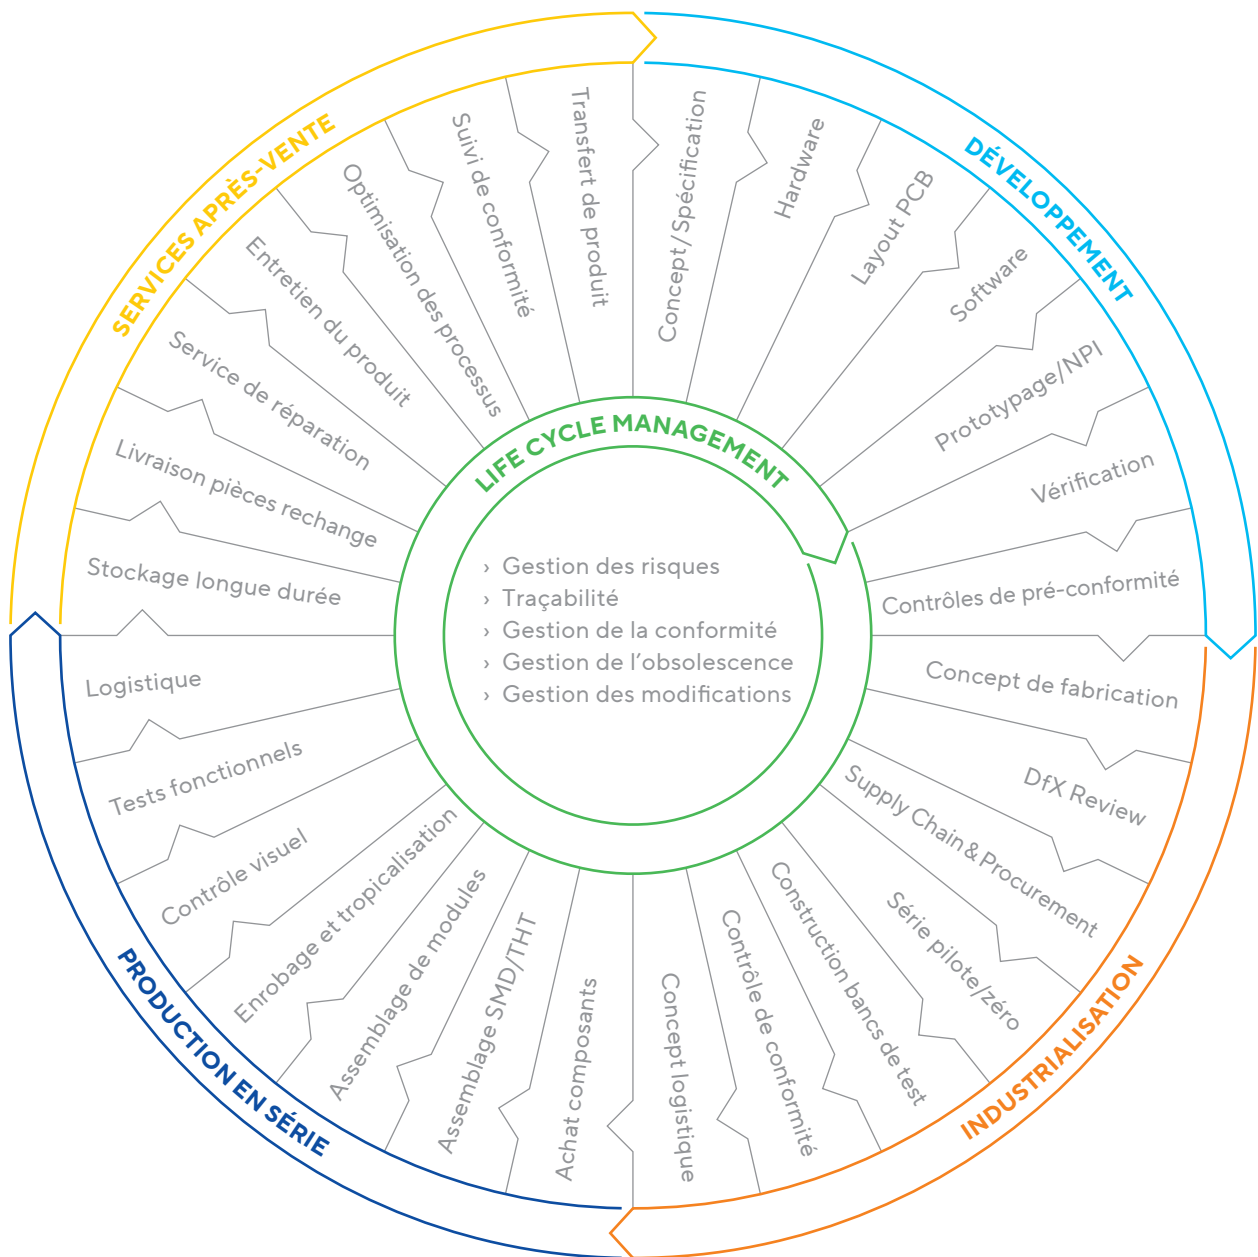 DÉVELOPPEMENT
Concept / Spécification
Hardware
Layout PCB
Software
Prototypage/NPI
Vérification
Contrôles de pré-conformité
INDUSTRIALISATION
Concept de fabrication
DfX Review
Supply Chain & Procurement
Série pilote/zéro
Construction bancs de test
Contrôle de conformité
Concept logistique
PRODUCTION EN SÉRIE
Achat composants
Assemblage SMD/THT
Assemblage de modules
Enrobage et tropicalisation
Contrôle visuel
Tests fonctionnels
Logistique
SERVICES APRÈS-VENTE
Stockage longue durée
Livraison pièces rechange
Service de réparation
Entretien du produit
Optimisation des processus
Suivi de conformité
Transfert de produit
LIFE CYCLE MANAGEMENT
› Gestion des risques
› Traçabilité
› Gestion de la conformité
› Gestion de l’obsolescence
› Gestion des modifications